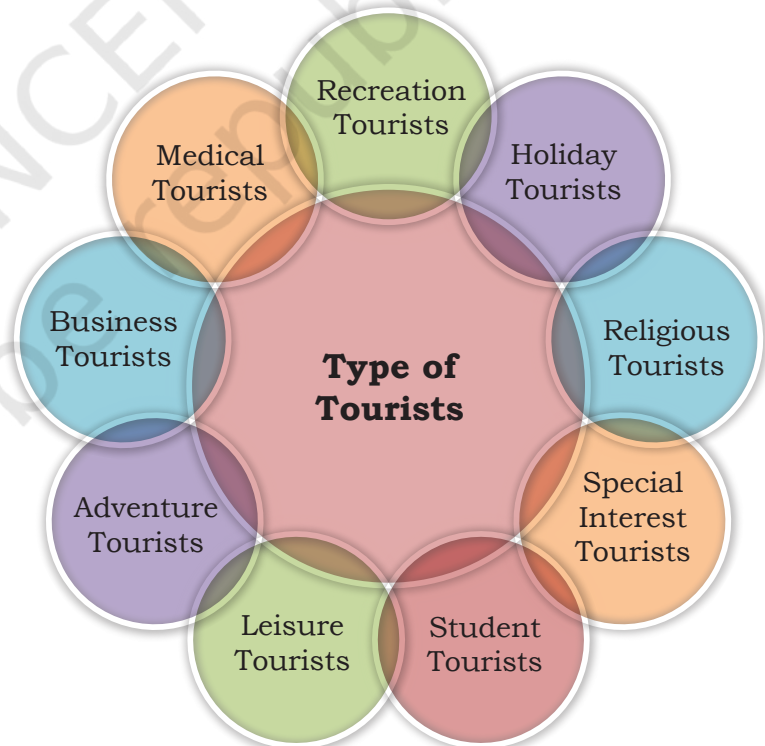 Recreation
Tourists
Holiday
Tourists
Religious
Tourists
Special
Interest
Tourists
Student
Tourists
Leisure
Tourists
Adventure
Tourists
Business
Tourists
Medical
Tourists
Type of
Tourists